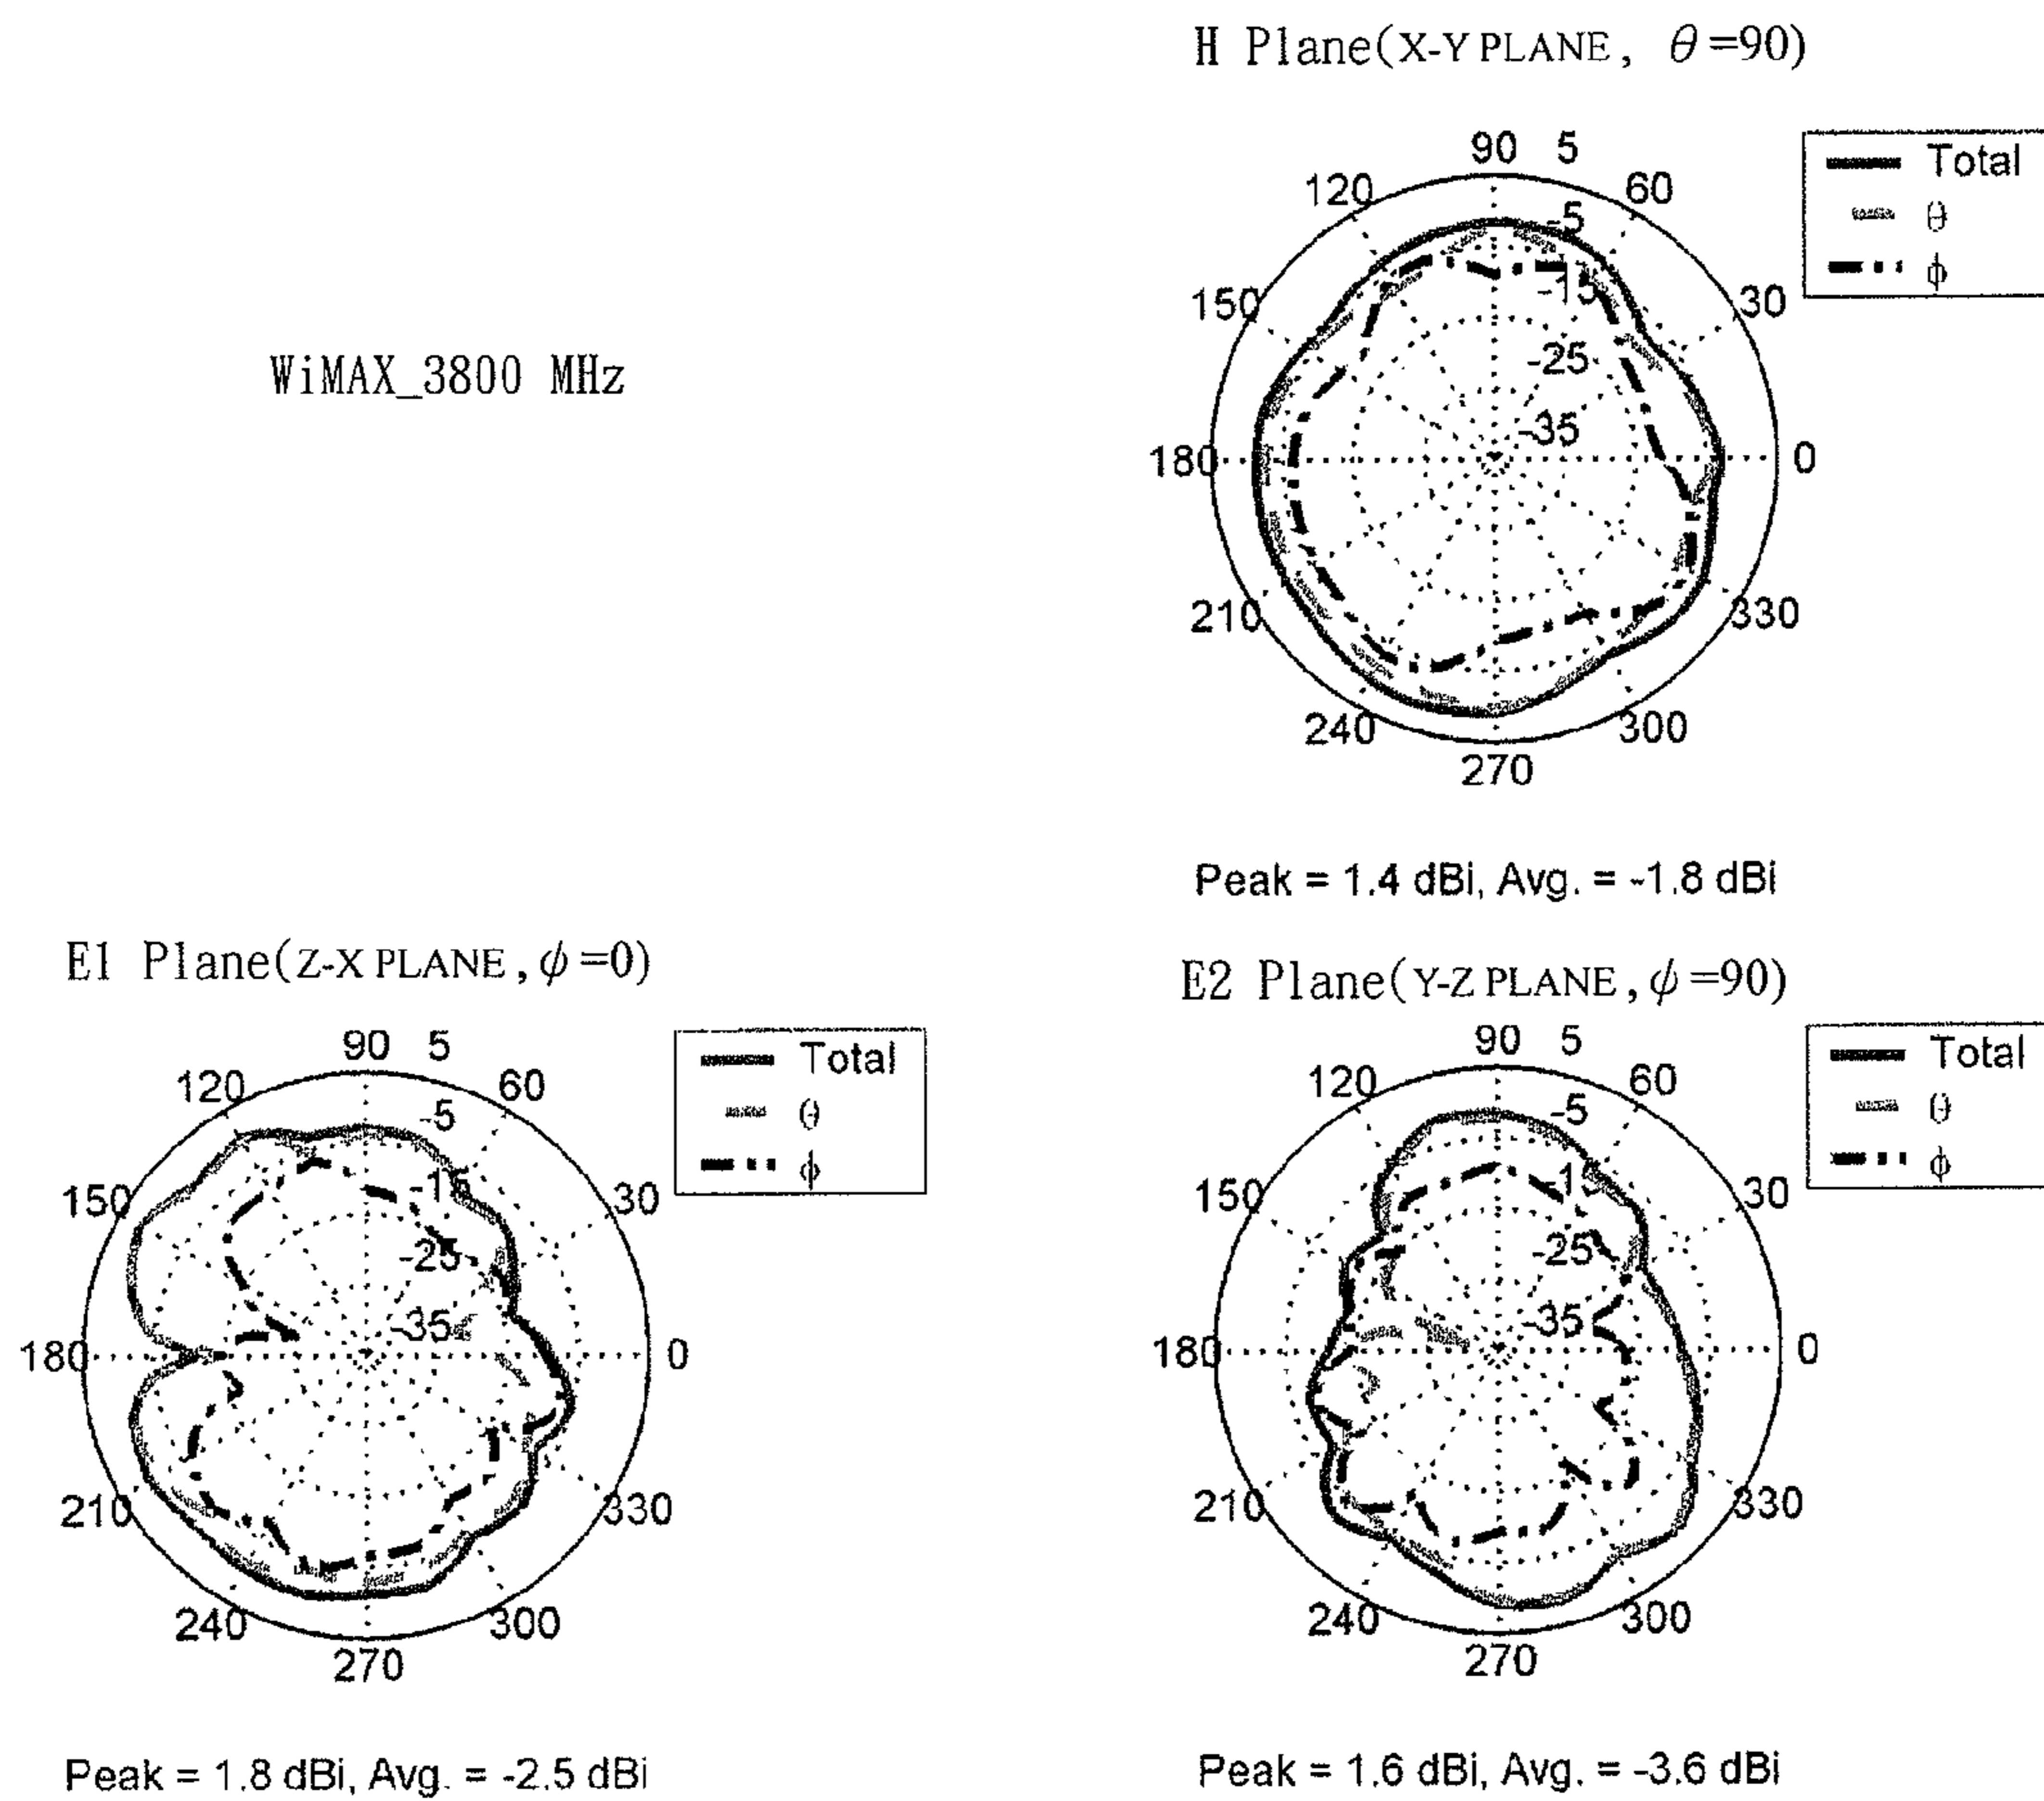 H Plane(X-Y PLANE, θ=90)
90 5
120 60
-5
Total
θ
ϕ
150 30
-15
-25
-35
180 0
210 330
240 300
270
WiMAX_3800 MHz
Peak = 1.4 dBi, Avg. = -1.8 dBi
E1 Plane(Z-X PLANE, ϕ=0)
90 5
120 60
-5
Total
θ
ϕ
150 30
-15
-25
-35
180 0
210 330
240 300
270
Peak = 1.8 dBi, Avg. = -2.5 dBi
E2 Plane(Y-Z PLANE, ϕ=90)
90 5
120 60
-5
Total
θ
ϕ
150 30
-15
-25
-35
180 0
210 330
240 300
270
Peak = 1.6 dBi, Avg. = -3.6 dBi